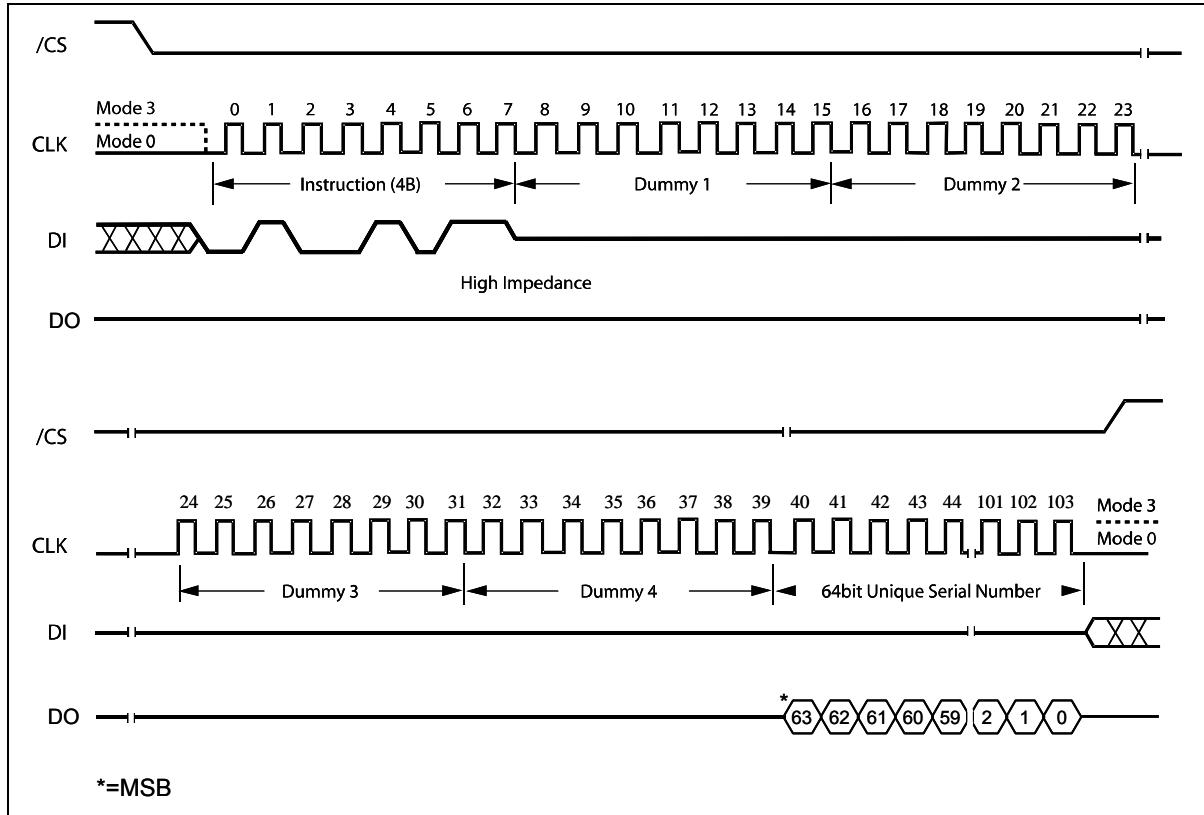 /CS
Mode 3
0 1 2 3 4 5 6 7 8 9 10 11 12 13 14 15 16 17 18 19 20 21 22 23
CLK
Mode 0
Instruction (4B) Dummy 1 Dummy 2
DI
High Impedance
DO
/CS
24 25 26 27 28 29 30 31 32 33 34 35 36 37 38 39 40 41 42 43 44 101 102 103
Mode 3
CLK
Mode 0
Dummy 3 Dummy 4 64bit Unique Serial Number
DI
*
DO 63 62 61 60 59 2 1 0
*=MSB